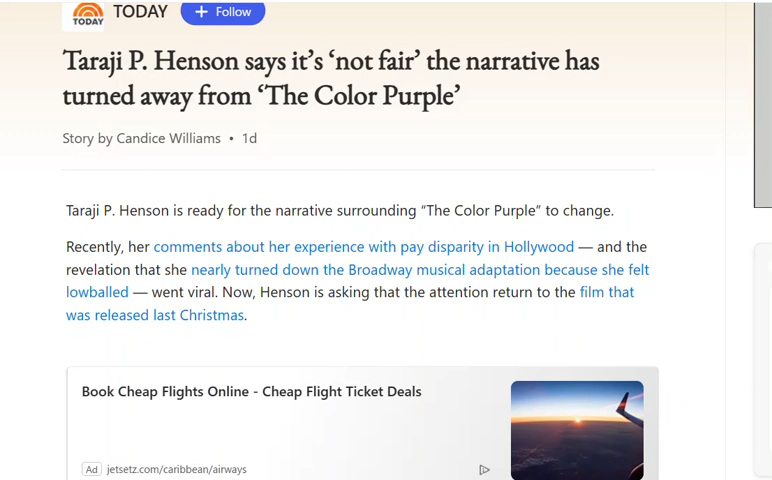 TODAY
TODAY
+ Follow
Taraji P. Henson says it’s ‘not fair’ the narrative has
turned away from ‘The Color Purple’
Story by Candice Williams • 1d
Taraji P. Henson is ready for the narrative surrounding “The Color Purple” to change.
Recently, her comments about her experience with pay disparity in Hollywood — and the
revelation that she nearly turned down the Broadway musical adaptation because she felt
lowballed — went viral. Now, Henson is asking that the attention return to the film that
was released last Christmas.
Book Cheap Flights Online - Cheap Flight Ticket Deals
Ad jetsetz.com/caribbean/airways